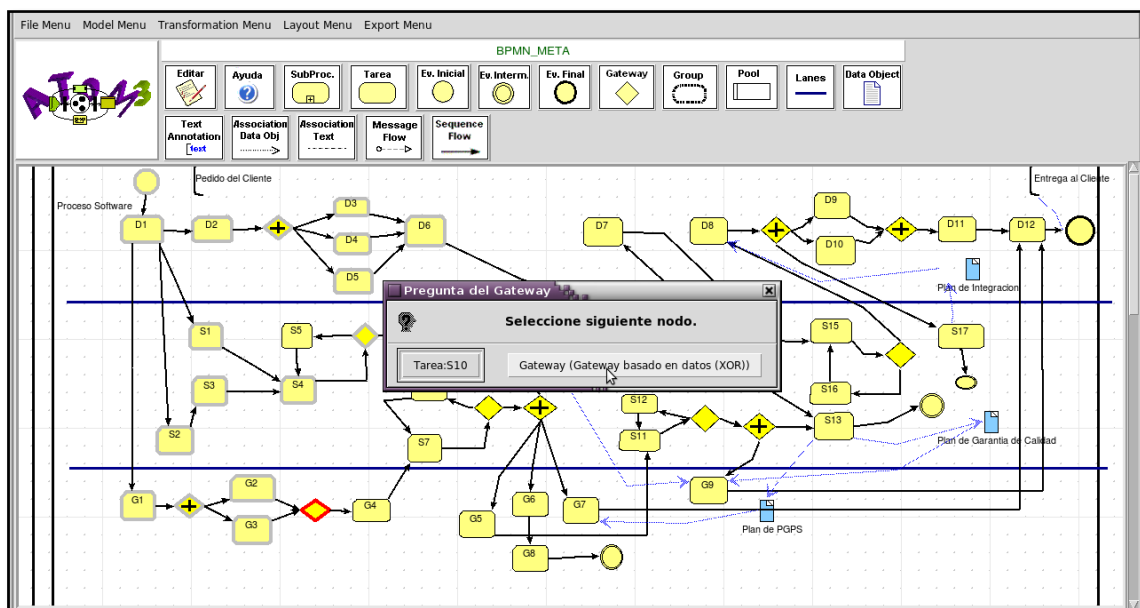 File Menu Model Menu Transformation Menu Layout Menu Export Menu
BPMN_META
ATOM3
Editar Ayuda SubProc. Tarea Ev. Inicial Ev. Interm. Ev. Final Gateway Group Pool Lanes Data Object
Text Annotation [text Association Data Obj Association Text Message Flow Sequence Flow
Pedido del Cliente
Entrega al Cliente
Proceso Software
D1
D2
D3
D4
D5
D6
D7
D8
D9
D10
D11
D12
Plan de Integracion
Pregunta del Gateway
Seleccione siguiente nodo.
Tarea:S10
Gateway (Gateway basado en datos (XOR))
S1
S5
S3
S4
S2
S7
S12
S11
S15
S16
S17
S13
Plan de Garantia de Calidad
G1
G2
G3
G4
G5
G6
G7
G8
G9
Plan de PGPS